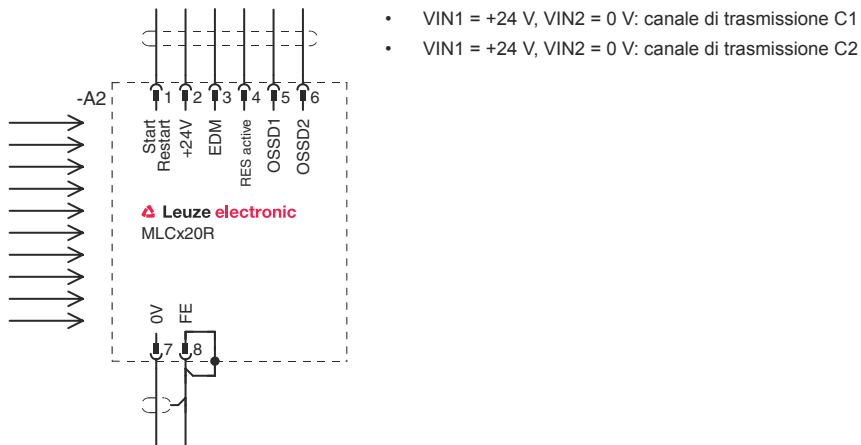 • VIN1 = +24 V, VIN2 = 0 V: canale di trasmissione C1
• VIN1 = +24 V, VIN2 = 0 V: canale di trasmissione C2
-A2
1 2 3 4 5 6
Start
Restart
+24V
EDM
RES active
OSSD1
OSSD2
Leuze electronic
MLCx20R
0V
FE
7 8